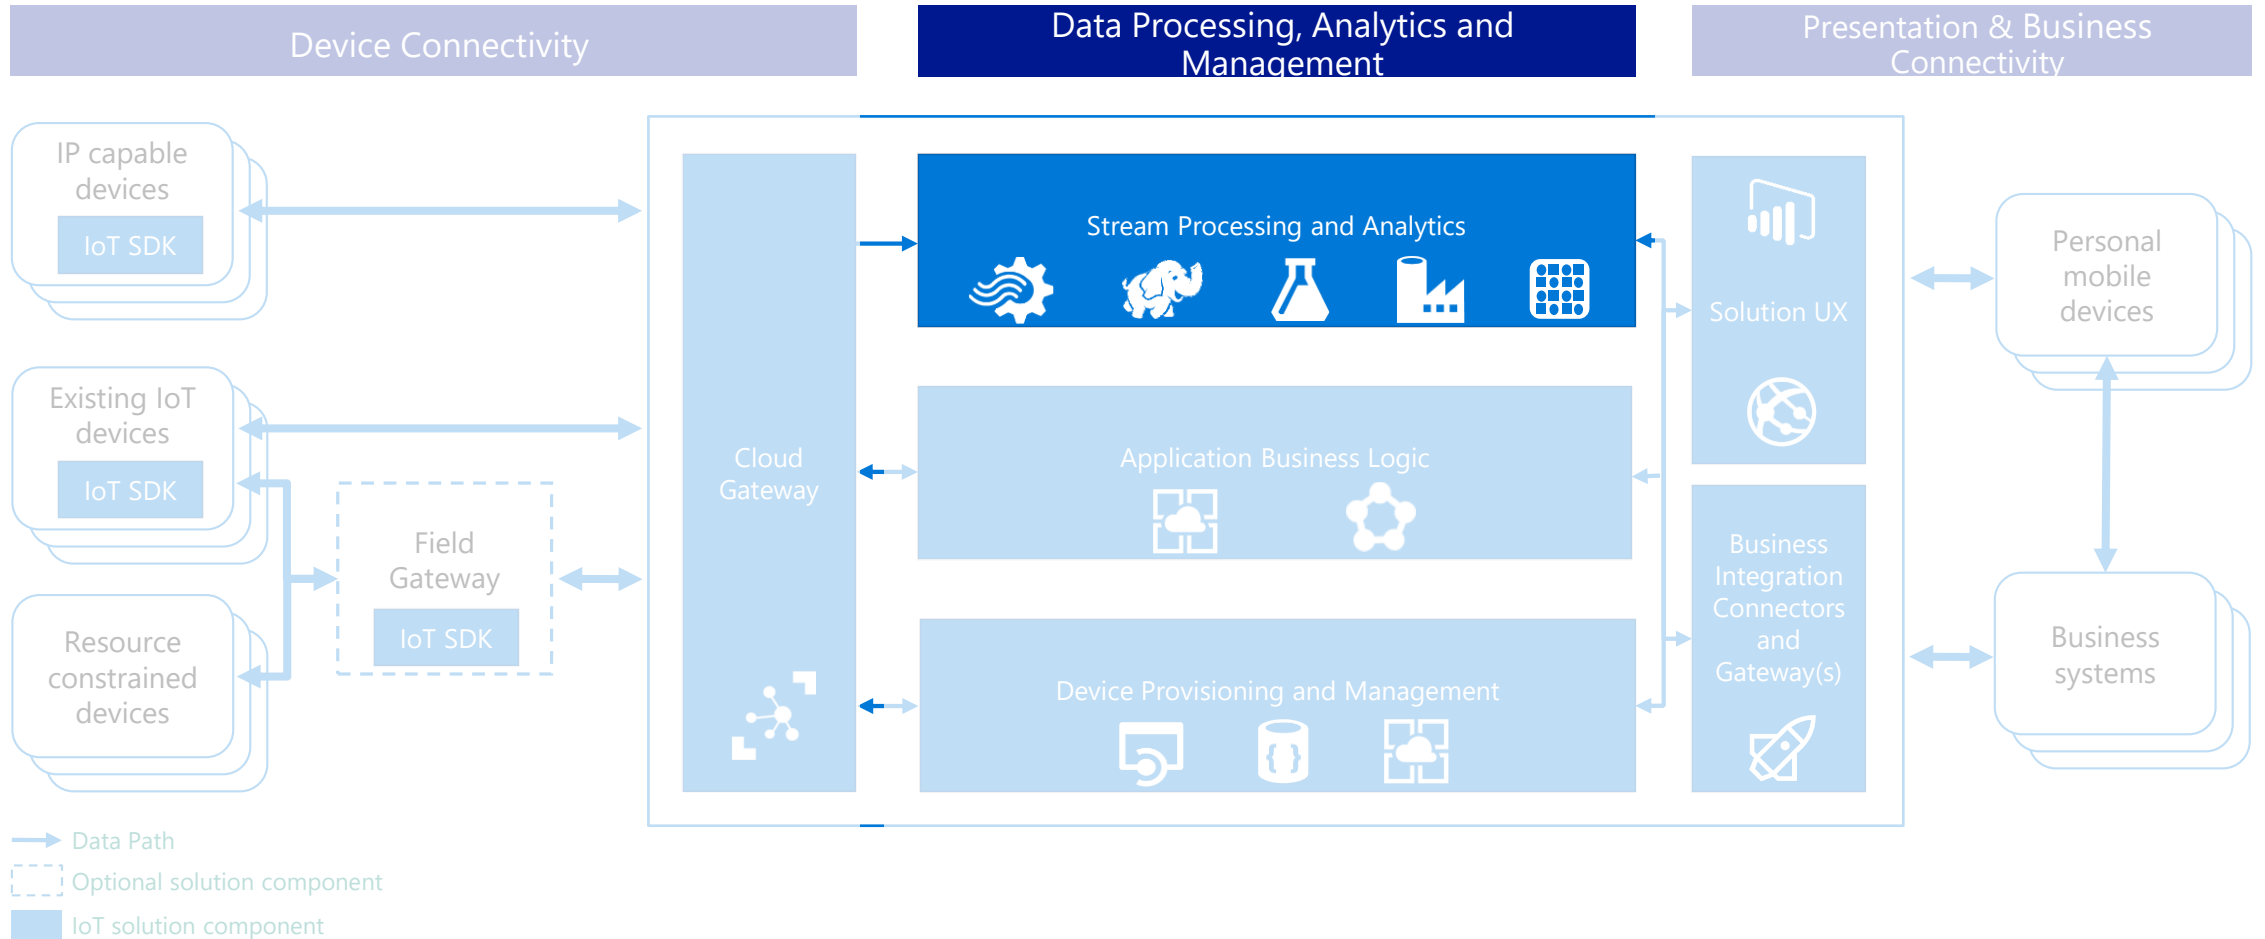 Device Connectivity
Data Processing, Analytics and
Management
Presentation & Business
Connectivity
IP capable
devices
IoT SDK
Existing IoT
devices
IoT SDK
Resource
constrained
devices
Field
Gateway
IoT SDK
Cloud
Gateway
Stream Processing and Analytics
Application Business Logic
Device Provisioning and Management
{ }
Solution UX
Business
Integration
Connectors
and
Gateway(s)
Personal
mobile
devices
Business
systems
Data Path
Optional solution component
IoT solution component